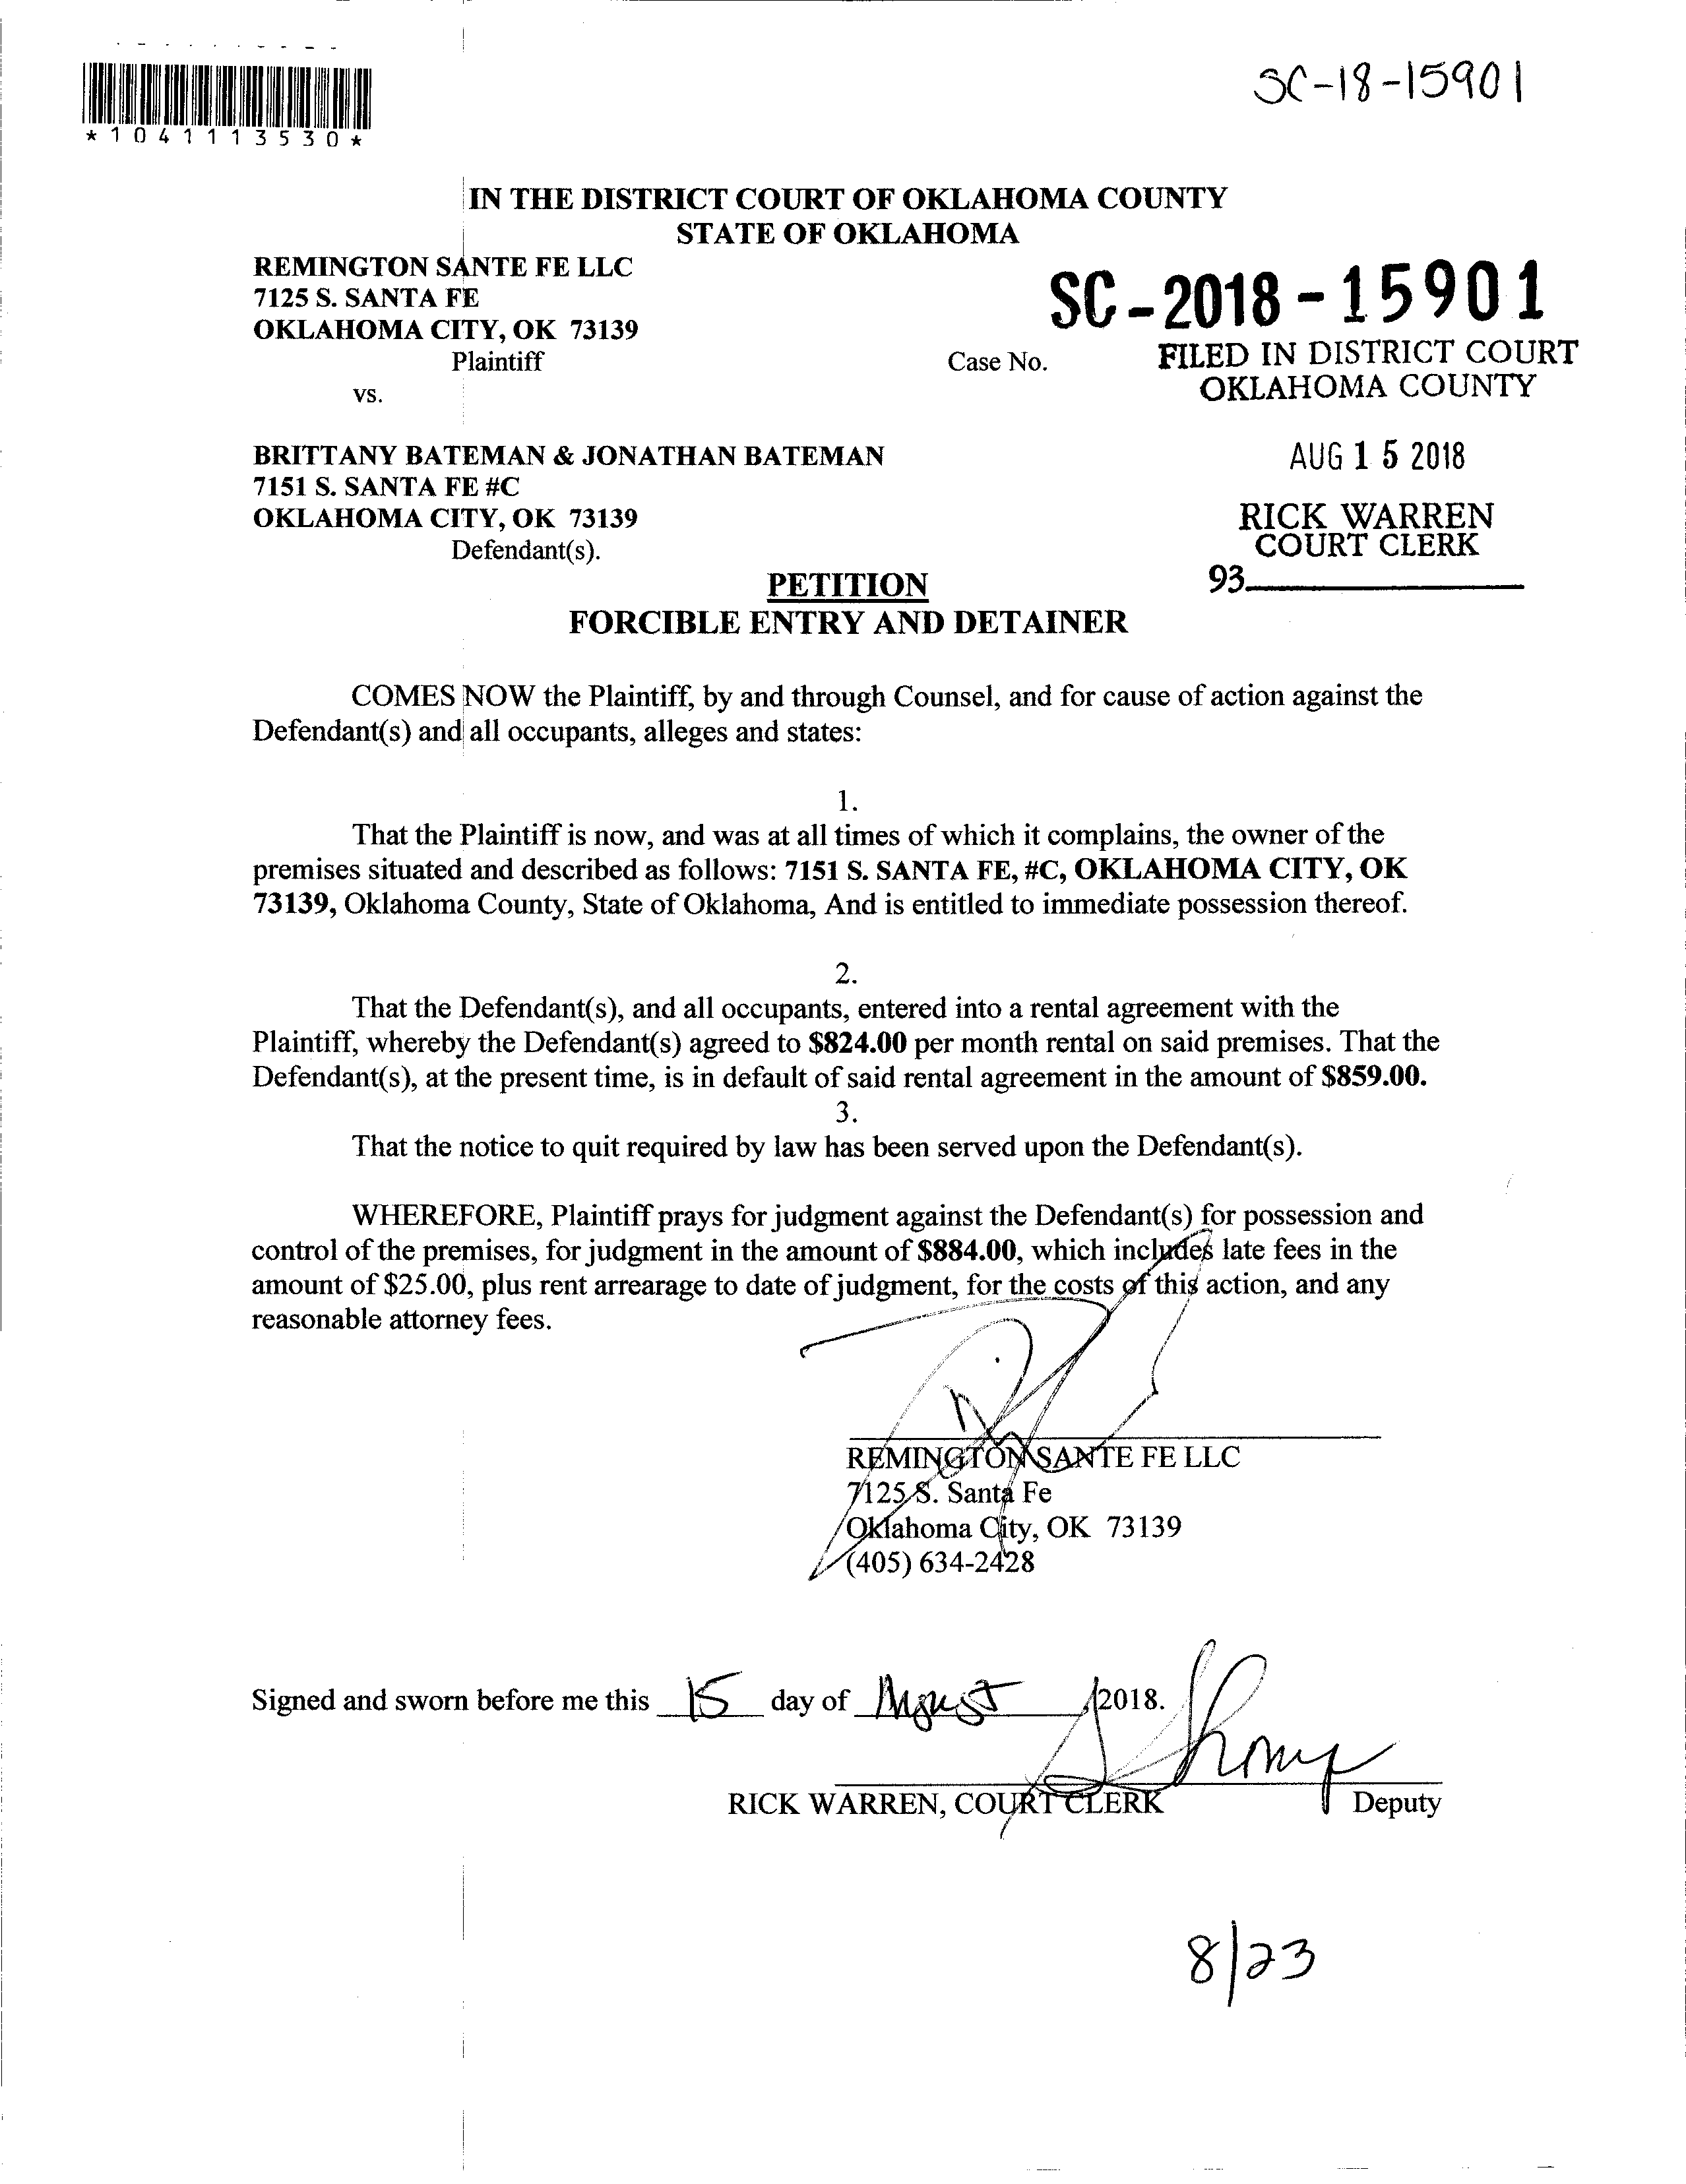 SC-18-15901
*1041113530*
IN THE DISTRICT COURT OF OKLAHOMA COUNTY
STATE OF OKLAHOMA
REMINGTON SANTE FE LLC
7125 S. SANTA FE
OKLAHOMA CITY, OK 73139
Plaintiff
vs.
SC-2018-15901
Case No.
FILED IN DISTRICT COURT
OKLAHOMA COUNTY
AUG 15 2018
RICK WARREN
COURT CLERK
93
BRITTANY BATEMAN & JONATHAN BATEMAN
7151 S. SANTA FE #C
OKLAHOMA CITY, OK 73139
Defendant(s).
PETITION
FORCIBLE ENTRY AND DETAINER
COMES NOW the Plaintiff, by and through Counsel, and for cause of action against the
Defendant(s) and all occupants, alleges and states:
1.
That the Plaintiff is now, and was at all times of which it complains, the owner of the
premises situated and described as follows: 7151 S. SANTA FE, #C, OKLAHOMA CITY, OK
73139, Oklahoma County, State of Oklahoma, And is entitled to immediate possession thereof.
2.
That the Defendant(s), and all occupants, entered into a rental agreement with the
Plaintiff, whereby the Defendant(s) agreed to $824.00 per month rental on said premises. That the
Defendant(s), at the present time, is in default of said rental agreement in the amount of $859.00.
3.
That the notice to quit required by law has been served upon the Defendant(s).
WHEREFORE, Plaintiff prays for judgment against the Defendant(s) for possession and
control of the premises, for judgment in the amount of $884.00, which includes late fees in the
amount of $25.00, plus rent arrearage to date of judgment, for the costs of this action, and any
reasonable attorney fees.
REMINGTON SANTE FE LLC
7125 S. Santa Fe
Oklahoma City, OK 73139
(405) 634-2428
Signed and sworn before me this 15 day of August, 2018.
RICK WARREN, COURT CLERK Deputy
8/23